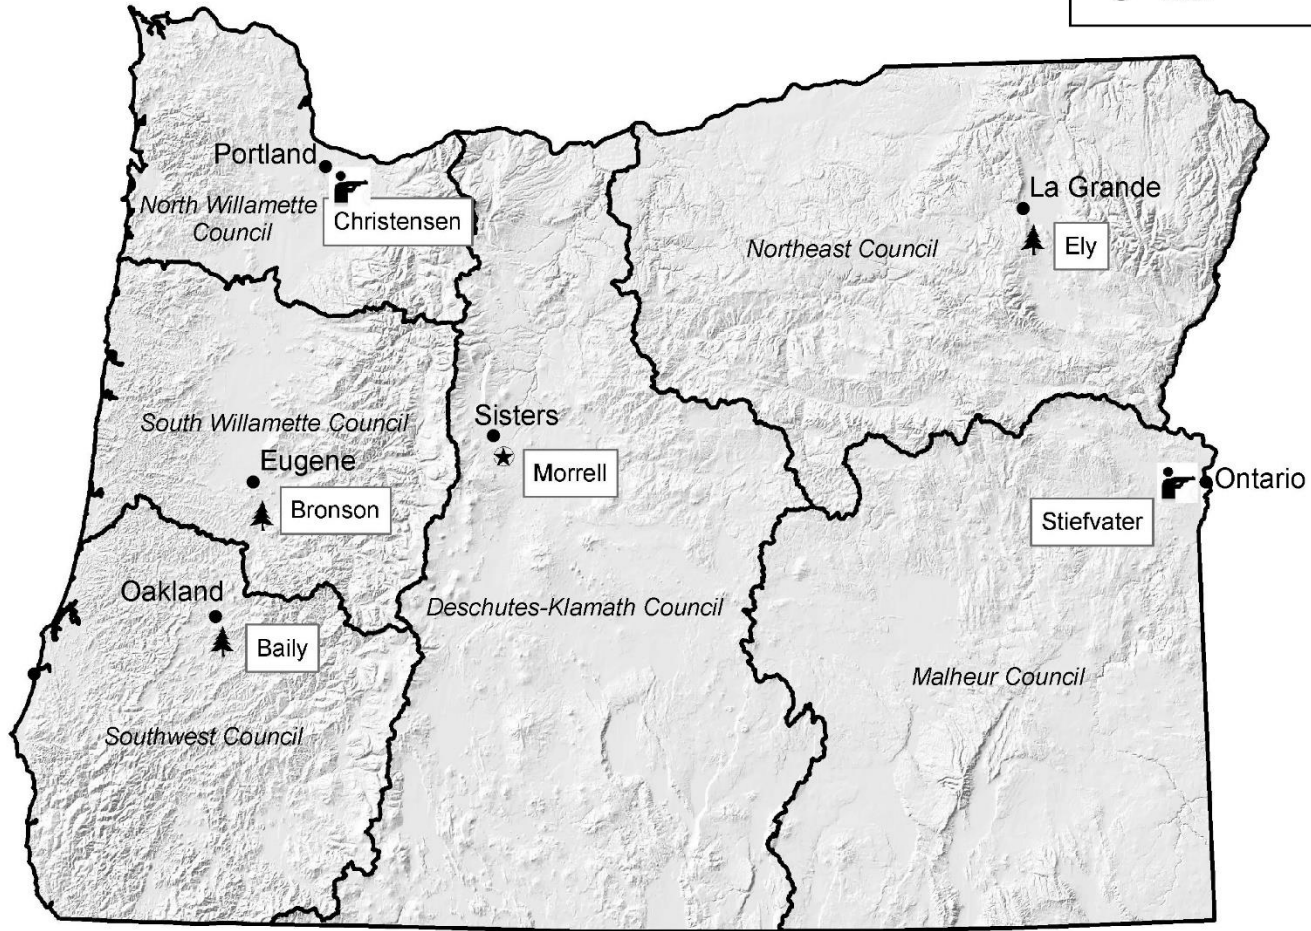 Portland
North Willamette
Council
Christensen
La Grande
Northeast Council
Ely
South Willamette Council
Eugene
Bronson
Sisters
Morrell
Ontario
Stiefvater
Oakland
Baily
Deschutes-Klamath Council
Malheur Council
Southwest Council